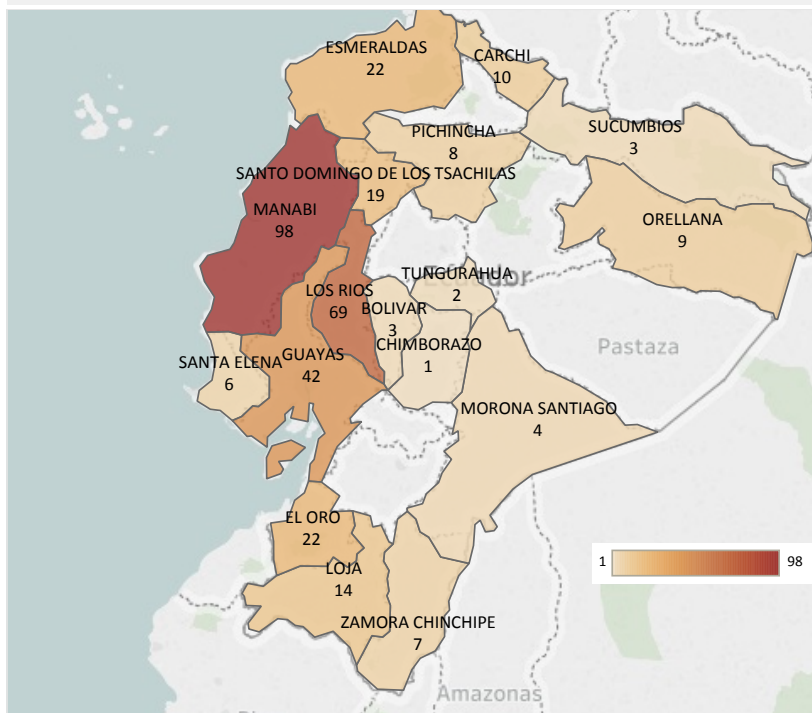 ESMERALDAS
22
CARCHI
10
PICHINCHA
8
SUCUMBIOS
3
SANTO DOMINGO DE LOS TSACHILAS
19
MANABI
98
ORELLANA
9
TUNGURAHUA
2
Ecuador
LOS RIOS
69
BOLIVAR
3
CHIMBORAZO
1
Pastaza
SANTA ELENA
6
GUAYAS
42
MORONA SANTIAGO
4
EL ORO
22
1 98
LOJA
14
ZAMORA CHINCHIPE
7
Amazonas